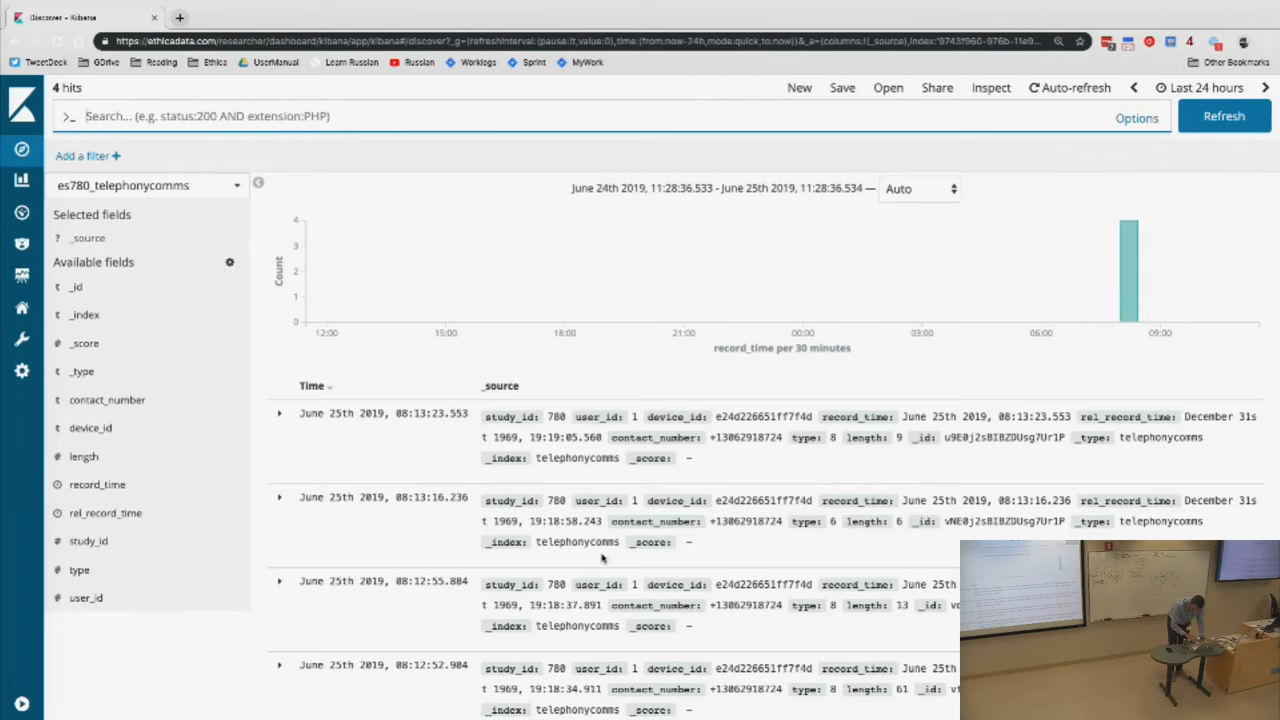 Discover - Kibana
https://ethicadata.com/researcher/dashboard/kibana/app/kibana#/discover?_g=(refreshInterval:(pause:!t,value:0),time:(from:now-24h,mode:quick,to:now))&_a=(columns:!(_source),index:'9743f960-976b-11e9...
TweetDeck GDrive Reading Ethics UserManual Learn Russian Russian Worklogs Sprint MyWork Other Bookmarks
4 hits New Save Open Share Inspect Auto-refresh Last 24 hours
>_ Search... (e.g. status:200 AND extension:PHP) Options Refresh
Add a filter +
es780_telephonycomms
June 24th 2019, 11:28:36.533 - June 25th 2019, 11:28:36.534 — Auto
Selected fields
? _source
Available fields
t _id
t _index
# _score
t _type
t contact_number
t device_id
# length
record_time
rel_record_time
# study_id
# type
# user_id
Count
4
3
2
1
0
12:00 15:00 18:00 21:00 00:00 03:00 06:00 09:00
record_time per 30 minutes
Time _source
June 25th 2019, 08:13:23.553 study_id: 780 user_id: 1 device_id: e24d226651ff7f4d record_time: June 25th 2019, 08:13:23.553 rel_record_time: December 31s
t 1969, 19:19:05.560 contact_number: +13062918724 type: 8 length: 9 _id: u9E0j2sBIBZDUsg7Ur1P _type: telephonycomms
_index: telephonycomms _score: –
June 25th 2019, 08:13:16.236 study_id: 780 user_id: 1 device_id: e24d226651ff7f4d record_time: June 25th 2019, 08:13:16.236 rel_record_time: December 31s
t 1969, 19:18:58.243 contact_number: +13062918724 type: 6 length: 6 _id: vNE0j2sBIBZDUsg7Ur1P _type: telephonycomms
_index: telephonycomms _score: –
June 25th 2019, 08:12:55.884 study_id: 780 user_id: 1 device_id: e24d226651ff7f4d record_time: June 25th
t 1969, 19:18:37.891 contact_number: +13062918724 type: 8 length: 13 _id:
_index: telephonycomms _score: –
June 25th 2019, 08:12:52.904 study_id: 780 user_id: 1 device_id: e24d226651ff7f4d record_time: June 25th
t 1969, 19:18:34.911 contact_number: +13062918724 type: 8 length: 61 _id:
_index: telephonycomms _score: –